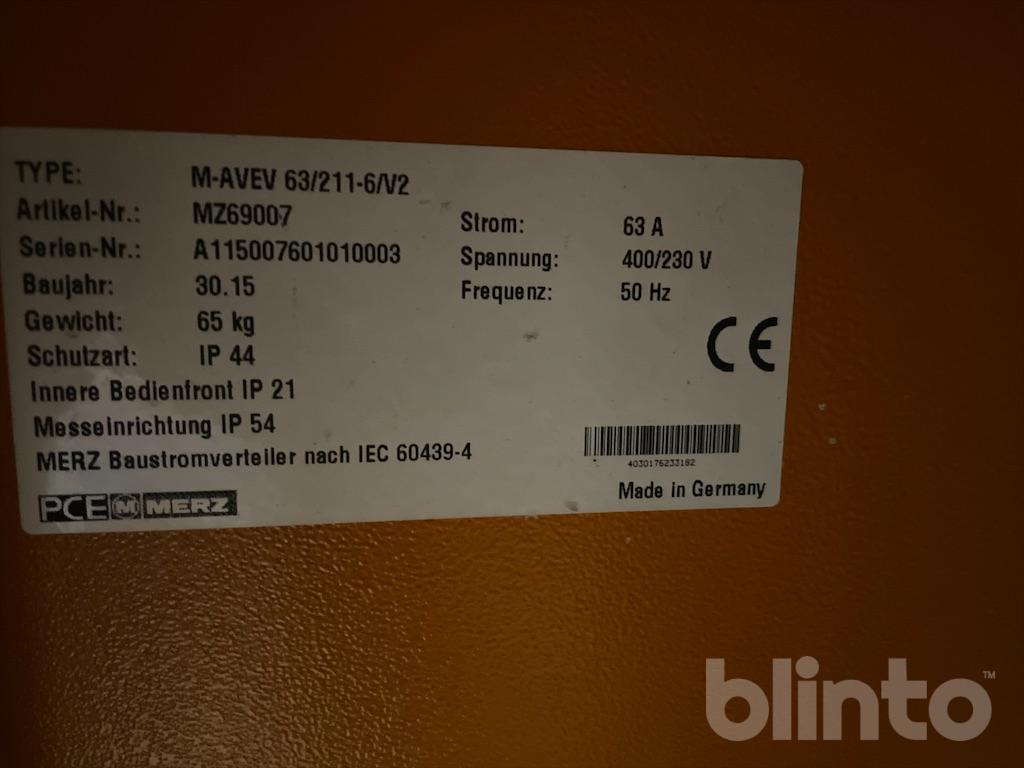 TYPE: M-AVEV 63/211-6/V2
Artikel-Nr.: MZ69007
Serien-Nr.: A115007601010003
Baujahr: 30.15
Gewicht: 65 kg
Schutzart: IP 44
Innere Bedienfront IP 21
Messeinrichtung IP 54
MERZ Baustromverteiler nach IEC 60439-4
PCE M MERZ
Strom: 63 A
Spannung: 400/230 V
Frequenz: 50 Hz
CE
4030176233182
Made in Germany
blinto™